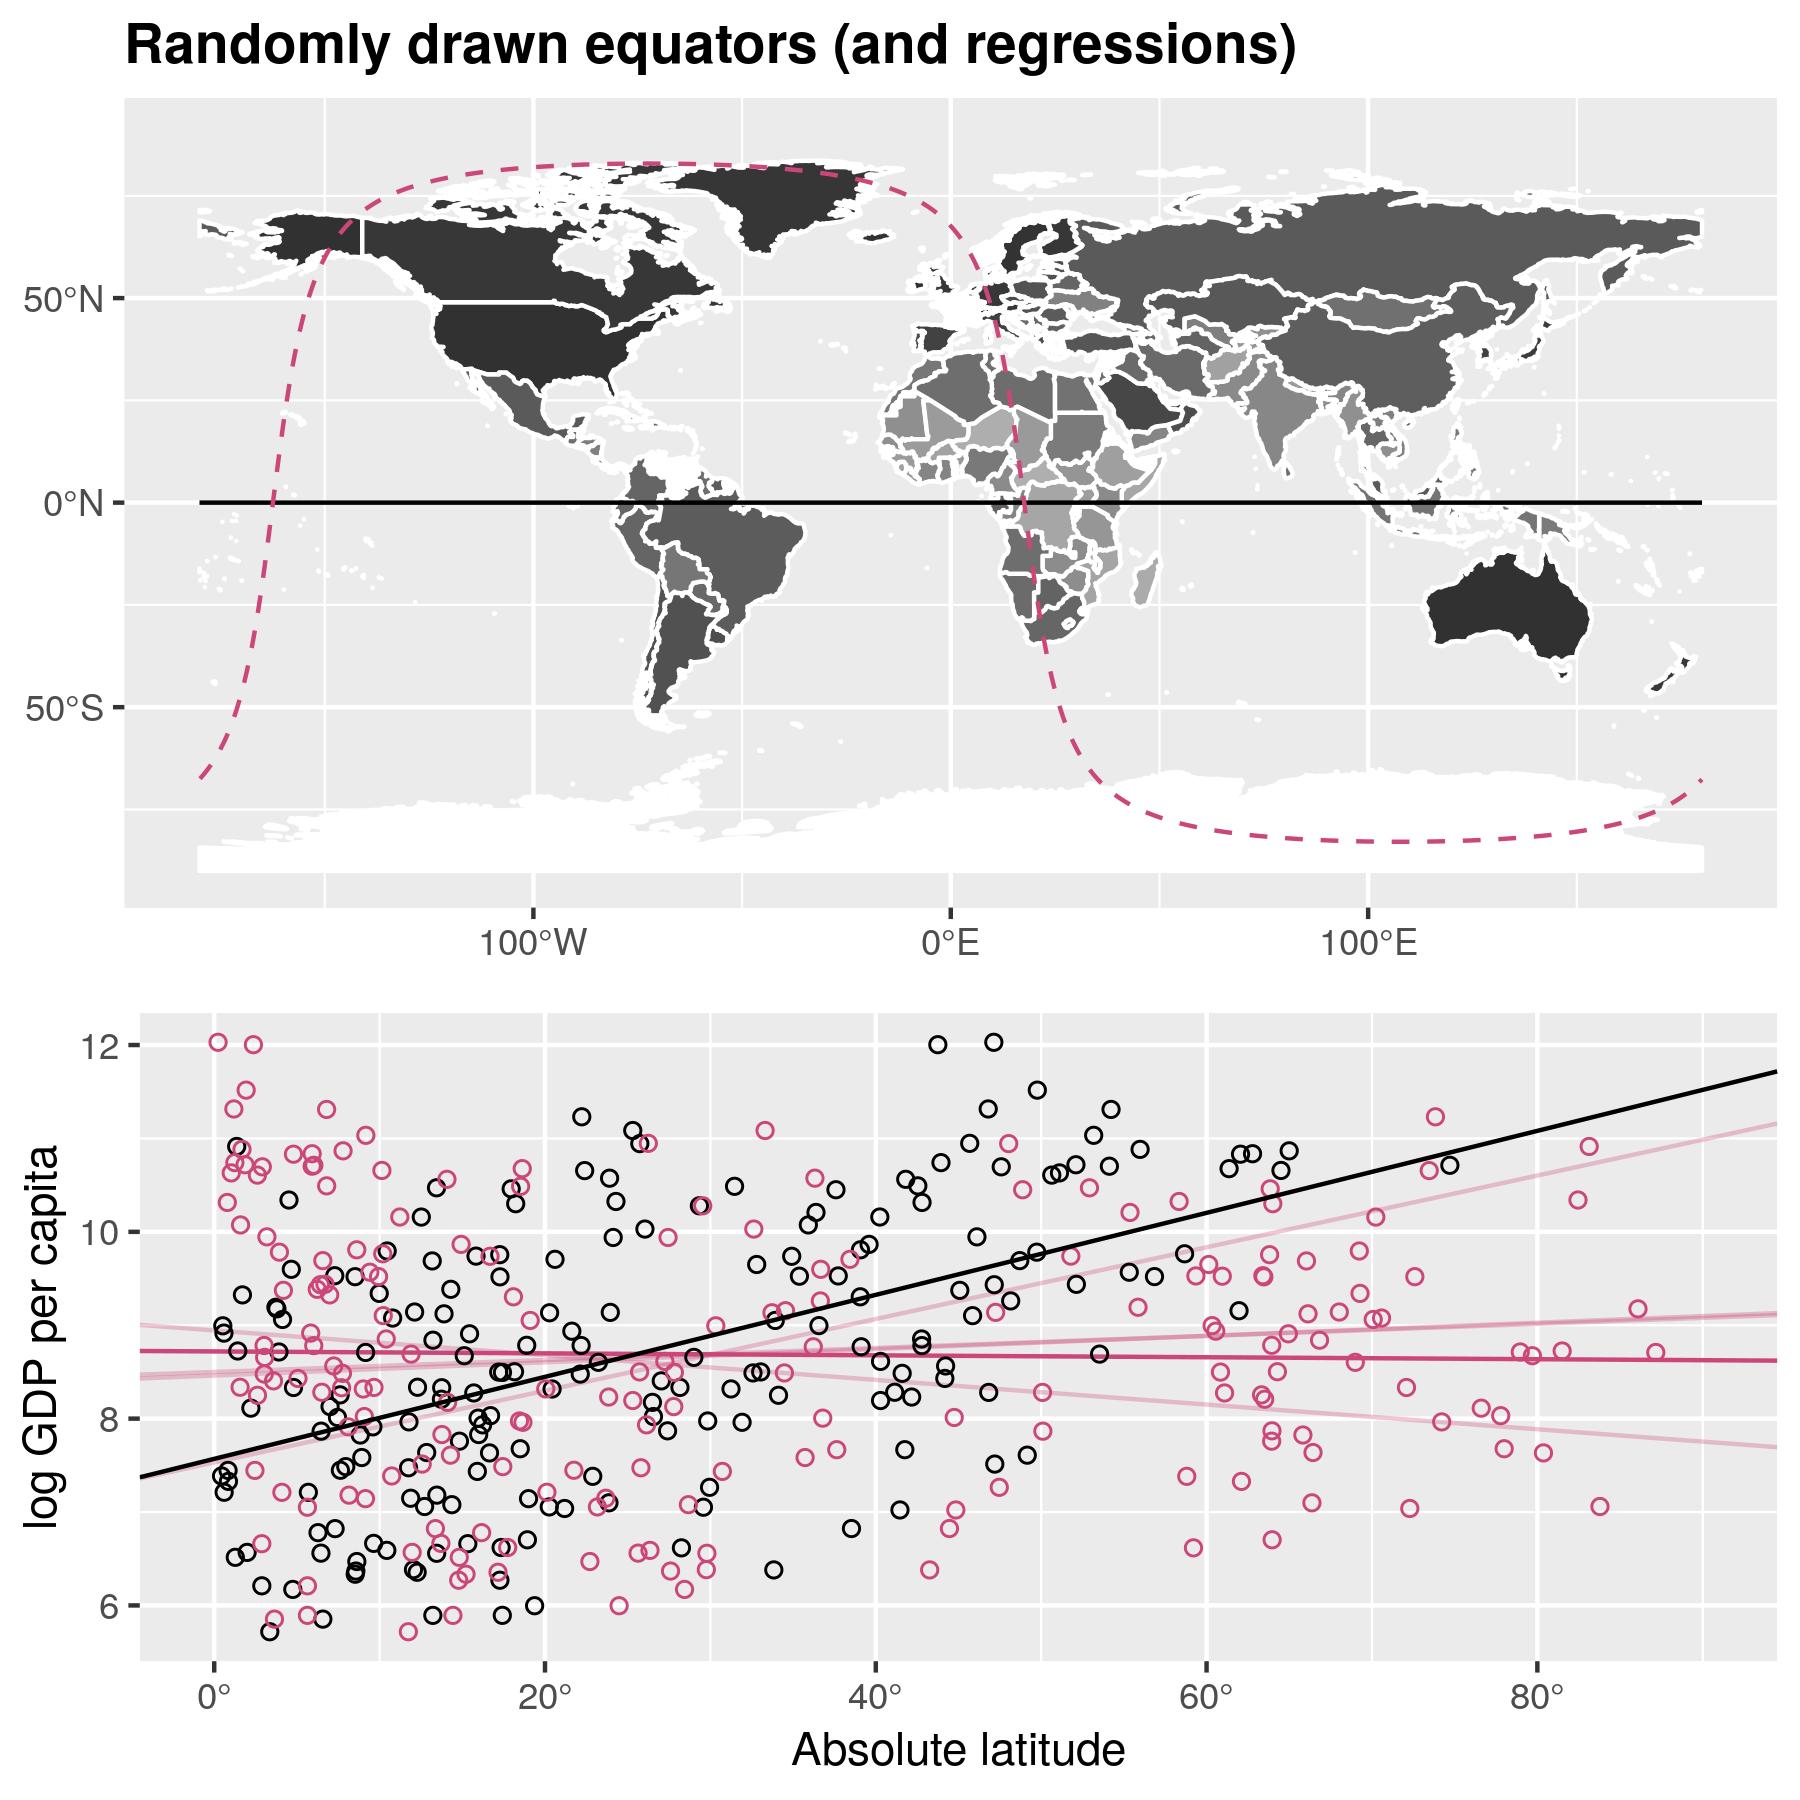 Randomly drawn equators (and regressions)
50°N
0°N
50°S
100°W
0°E
100°E
12
10
8
6
log GDP per capita
0°
20°
40°
60°
80°
Absolute latitude